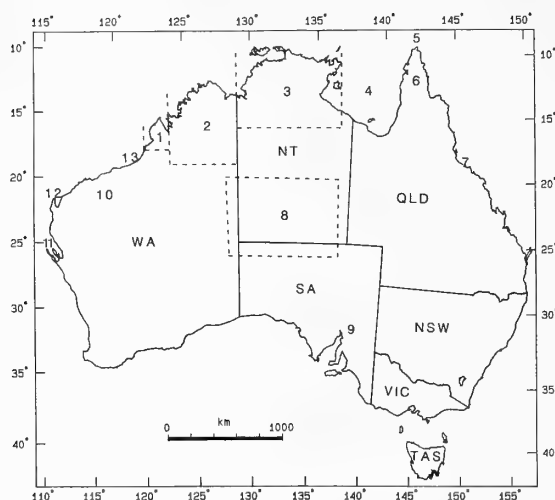 115° 120° 125° 130° 135° 140° 145° 150°
10° 5 10°
3 4 6
15° 2 15°
1
13 NT 7
20° 12 10 20°
8 QLD
WA
25° 11 25°
SA
30° 9 NSW 30°
VIC
35° 35°
km
0 1000
40° TAS 40°
110° 115° 120° 125° 130° 135° 140° 145° 150° 155°